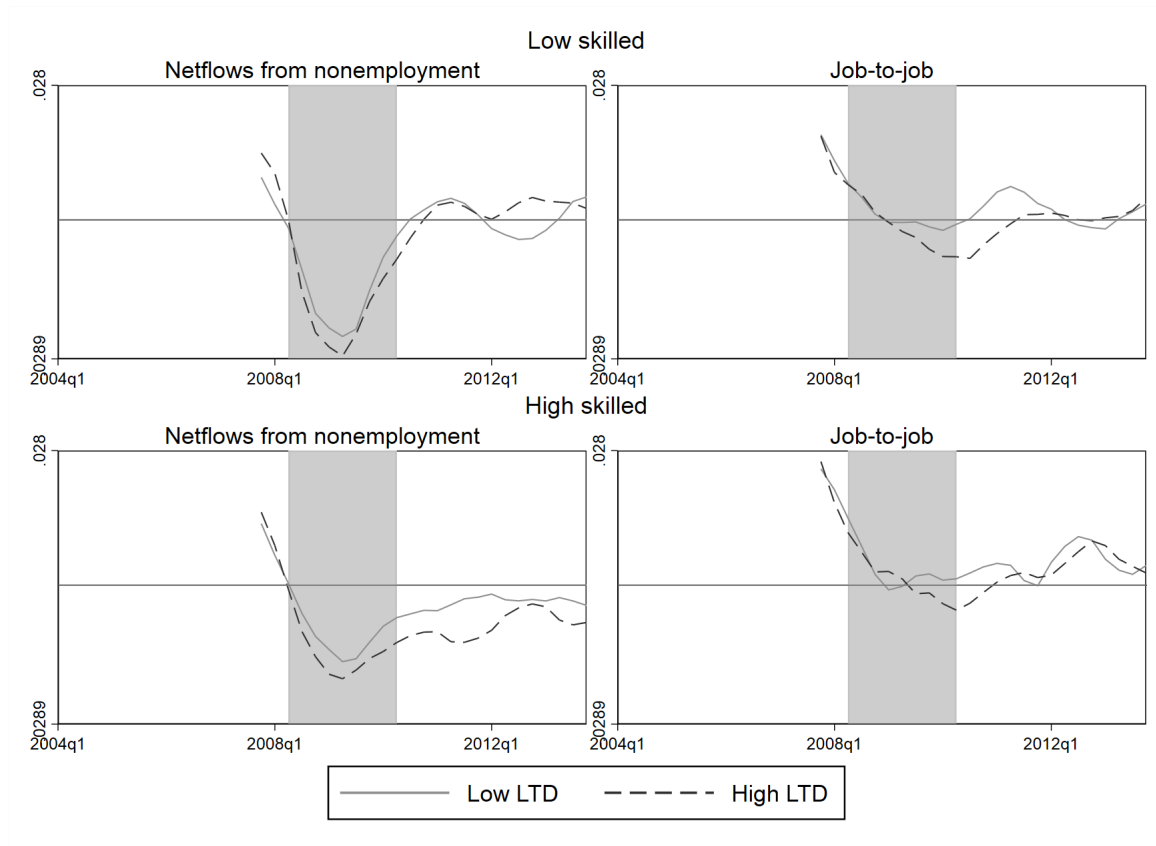 Low skilled
Netflows from nonemployment
Job-to-job
.028
.028
.0289
.0289
2004q1
2008q1
2012q1
2004q1
2008q1
2012q1
High skilled
Netflows from nonemployment
Job-to-job
.028
.028
.0289
.0289
2004q1
2008q1
2012q1
2004q1
2008q1
2012q1
Low LTD
High LTD